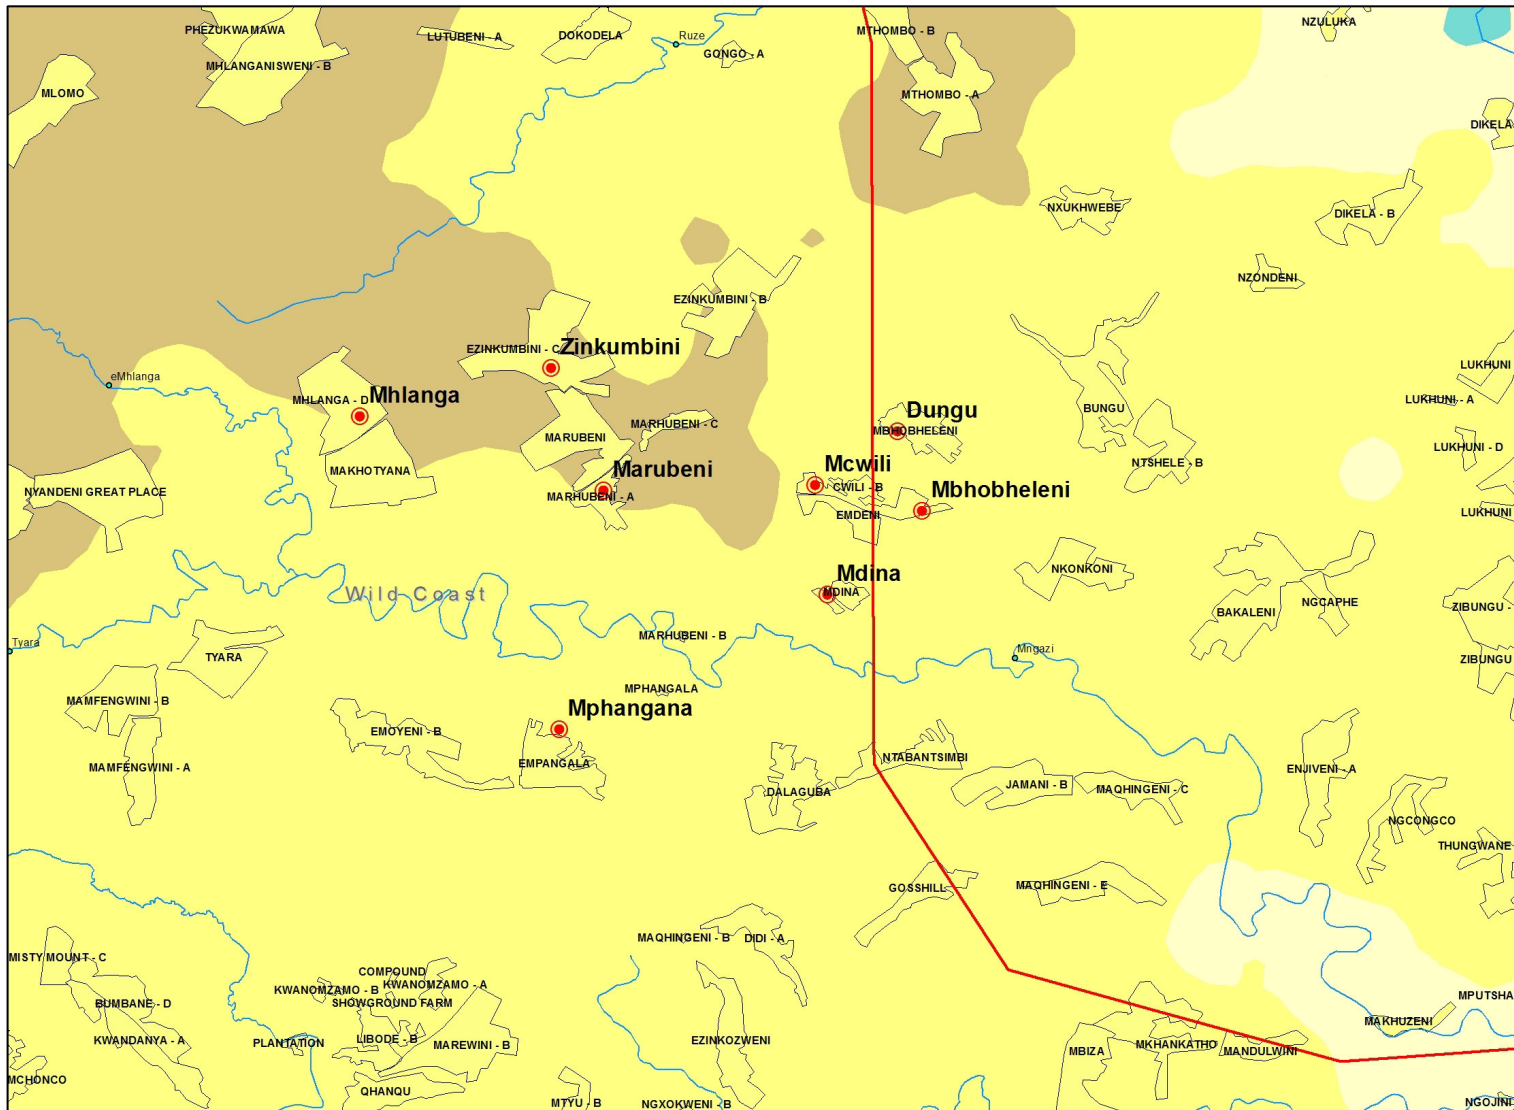 PHEZUKWAMAWA
LUTUBENI - A
DOKODELA
Ruze
GONGO - A
MTHOMBO - B
NZULUKA
MHLANGANISWENI - B
MLOMO
MTHOMBO - A
DIKELA
NXUKHWEBE
DIKELA - B
NZONDENI
EZINKUMBINI - B
Zinkumbini
EZINKUMBINI - C
LUKHUNI
eMhlanga
Mhlanga
MHLANGA - D
LUKHUNI - A
BUNGU
Dungu
MBHOBHELENI
MARHUBENI - C
MARUBENI
LUKHUNI - D
NTSHELE - B
MAKHOTYANA
Marubeni
Mcwili
CWILI - B
Mbhobheleni
NYANDENI GREAT PLACE
MARHUBENI - A
EMDENI
LUKHUNI
NKONKONI
Mdina
MDINA
Wild Coast
NGCAPHE
BAKALENI
ZIBUNGU -
MARHUBENI - B
Tyara
TYARA
Mngazi
ZIBUNGU
MPHANGALA
MAMFENGWINI - B
Mphangana
EMOYENI - B
NTABANTSIMBI
EMPANGALA
MAMFENGWINI - A
ENJIVENI - A
JAMANI - B
MAQHINGENI - C
DALAGUBA
NGCONGCO
THUNGWANE
GOSSHILL
MAQHINGENI - E
MAQHINGENI - B
DIDI - A
MISTY MOUNT - C
COMPOUND
KWANOMZAMO - A
KWANOMZAMO - B
SHOWGROUND FARM
BUMBANE - D
MPUTSHA
MAKHUZENI
KWANDANYA - A
PLANTATION
LIBODE - B
MAREWINI - B
EZINKOZWENI
MBIZA
MKHANKATHO
MANDULWINI
MCHONCO
QHANQU
MTYU - B
NGXOKWENI - B
NGOJINI